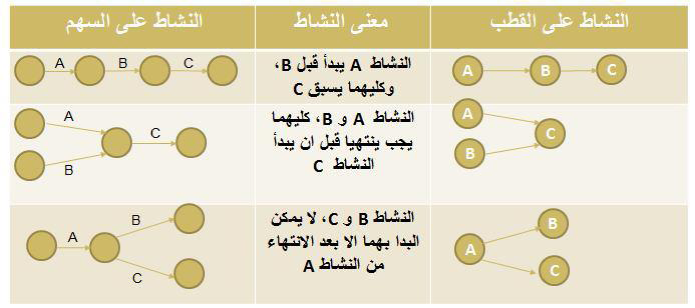 النشاط على القطب
معنى النشاط
النشاط على السهم
A B C
النشاط A يبدأ قبل B،
وكليهما يسبق C
A B C
A
B
C
النشاط A و B، كليهما
يجب ينتهيا قبل ان يبدأ
النشاط C
A
B
C
A
B
C
النشاط B و C، لا يمكن
البدا بهما الا بعد الانتهاء
من النشاط A
A
B
C